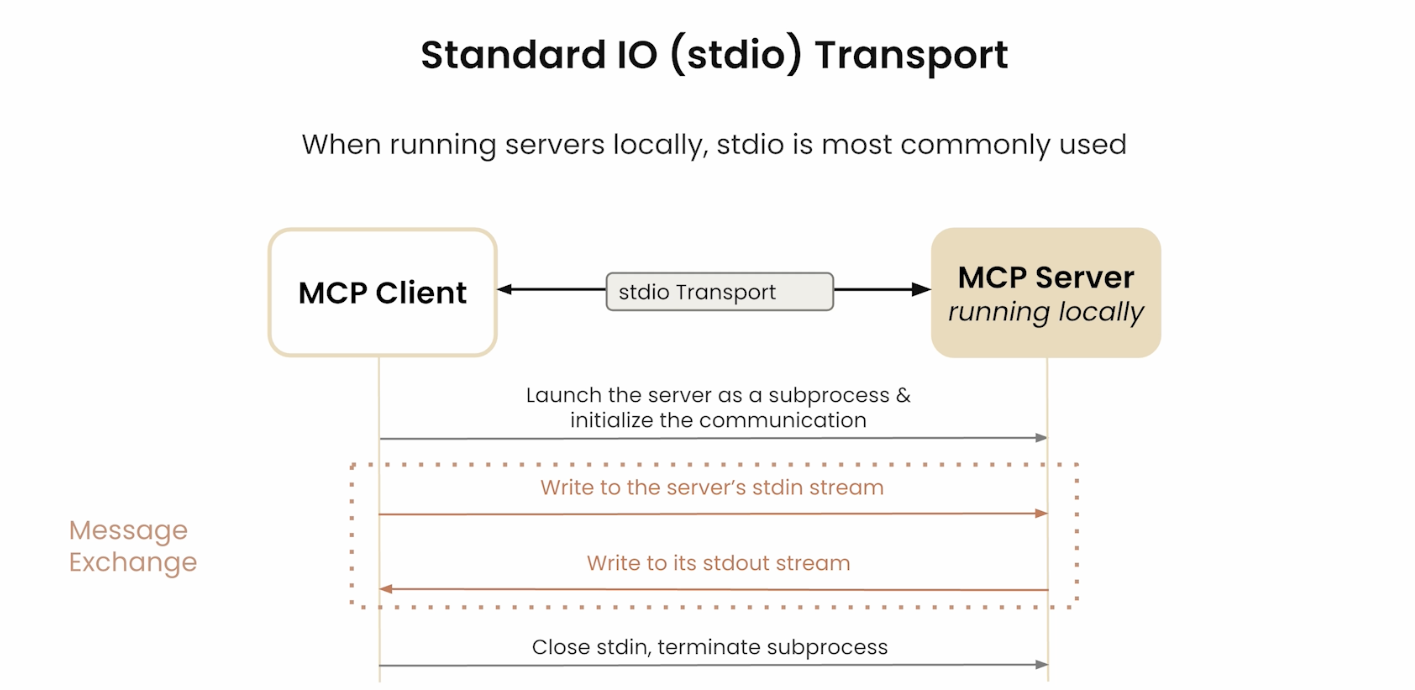 Standard IO (stdio) Transport
When running servers locally, stdio is most commonly used
MCP Client
stdio Transport
MCP Server
running locally
Launch the server as a subprocess &
initialize the communication
Write to the server's stdin stream
Message
Exchange
Write to its stdout stream
Close stdin, terminate subprocess